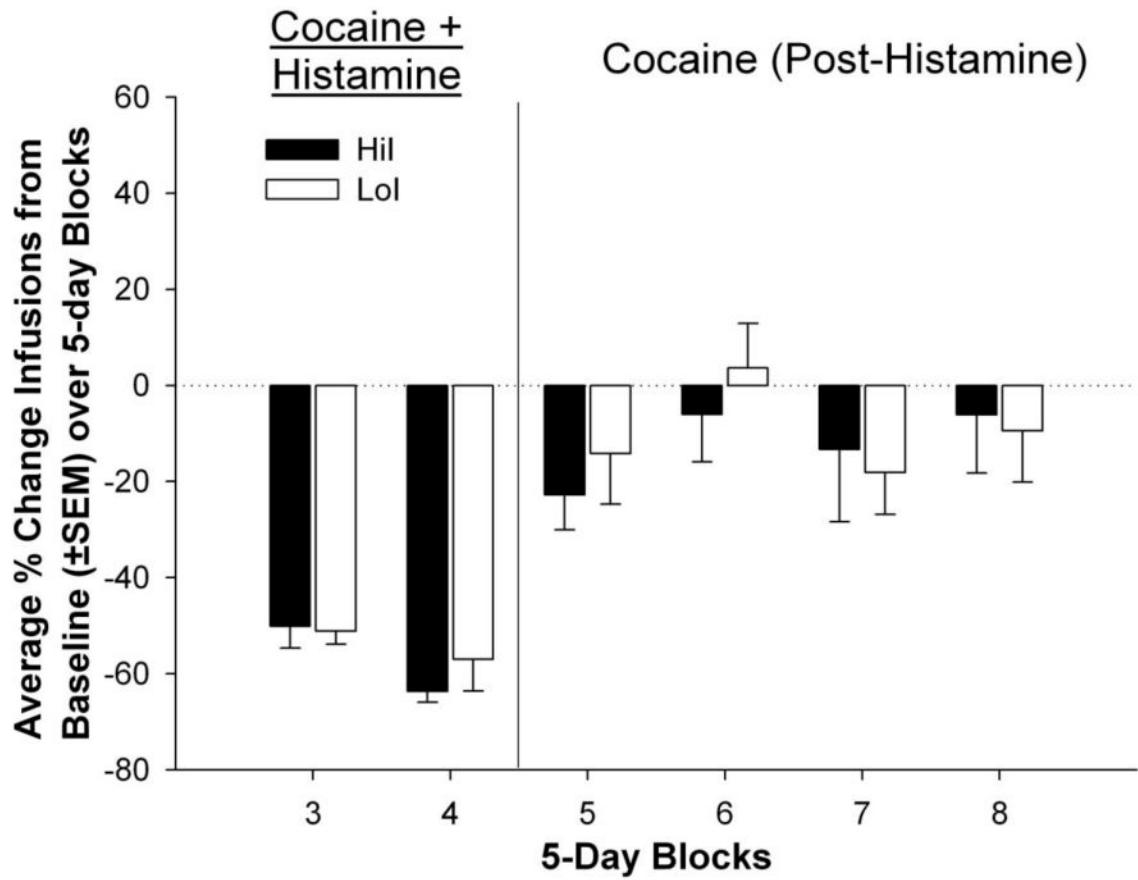 Cocaine +
Histamine
Cocaine (Post-Histamine)
HiI
LoI
60
40
20
0
-20
-40
-60
-80
Average % Change Infusions from
Baseline (±SEM) over 5-day Blocks
3 4 5 6 7 8
5-Day Blocks